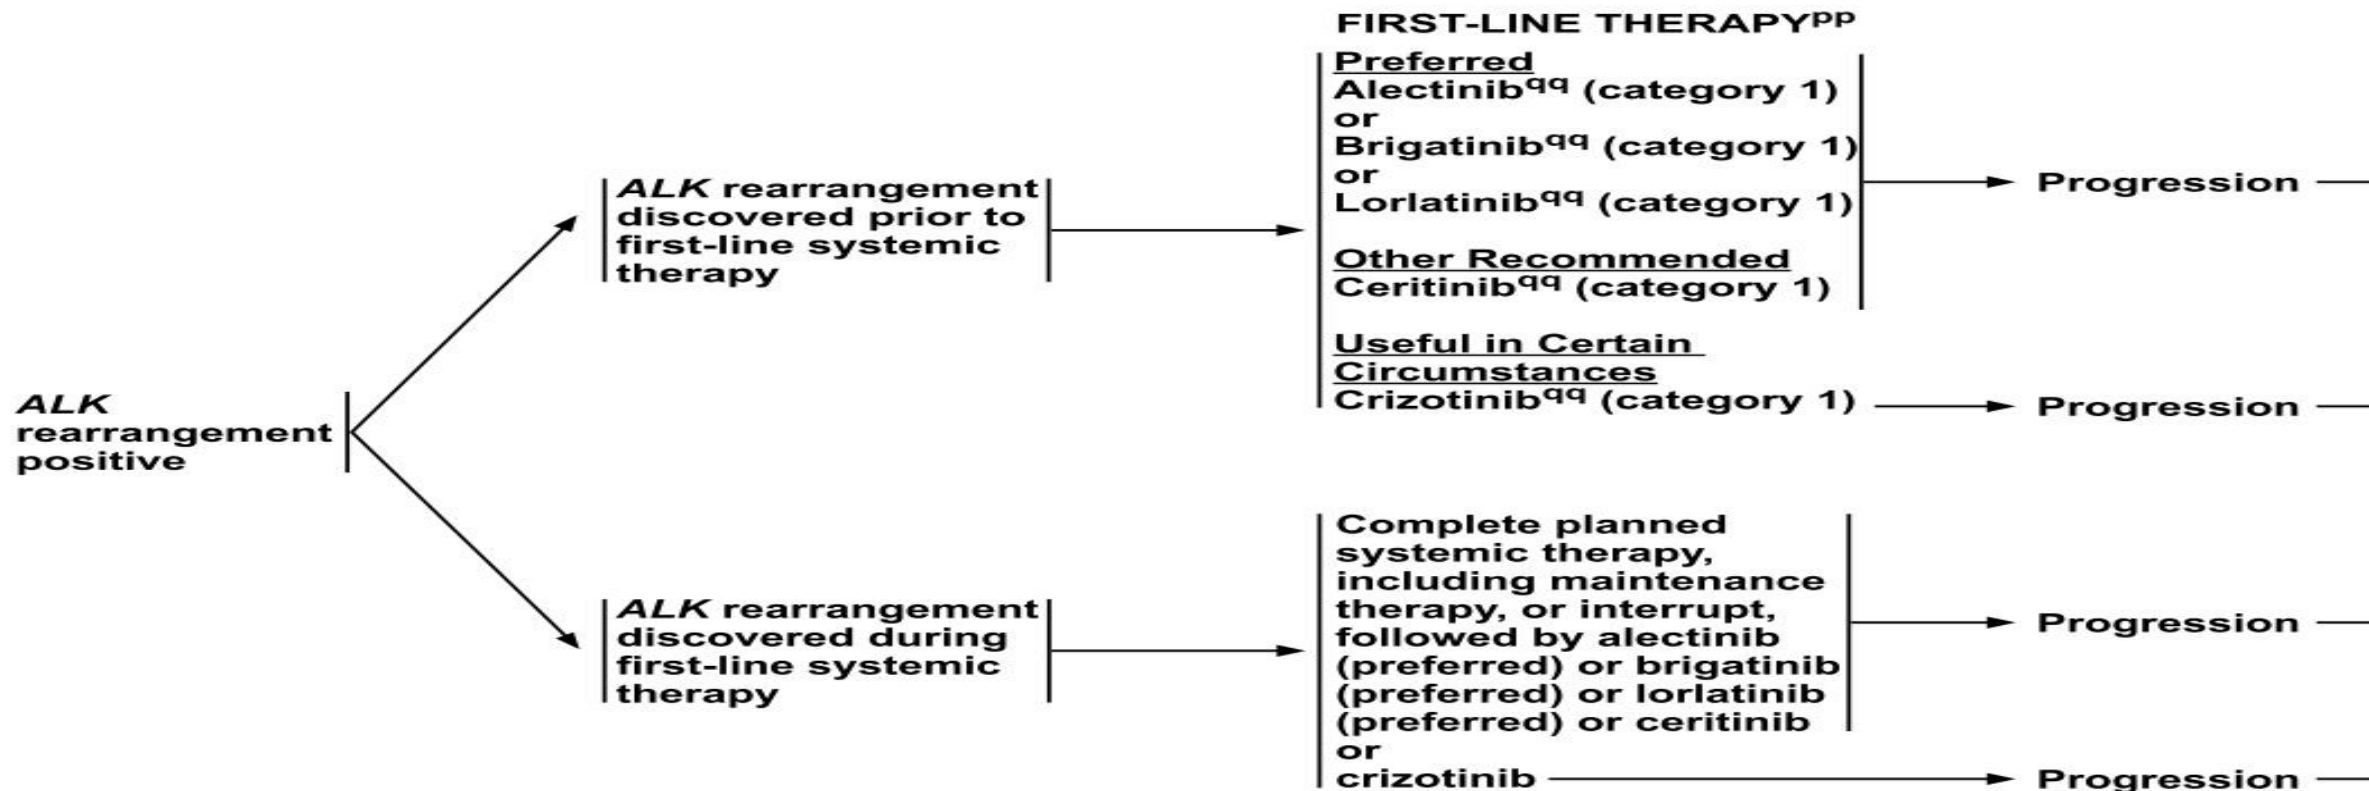 FIRST-LINE THERAPYpp
Preferred
Alectinibqq (category 1)
or
Brigatinibqq (category 1)
or
Lorlatinibqq (category 1)
Other Recommended
Ceritinibqq (category 1)
Useful in Certain
Circumstances
Crizotinibqq (category 1)
Progression
Progression
ALK rearrangement
discovered prior to
first-line systemic
therapy
ALK
rearrangement
positive
ALK rearrangement
discovered during
first-line systemic
therapy
Complete planned
systemic therapy,
including maintenance
therapy, or interrupt,
followed by alectinib
(preferred) or brigatinib
(preferred) or lorlatinib
(preferred) or ceritinib
or
crizotinib
Progression
Progression